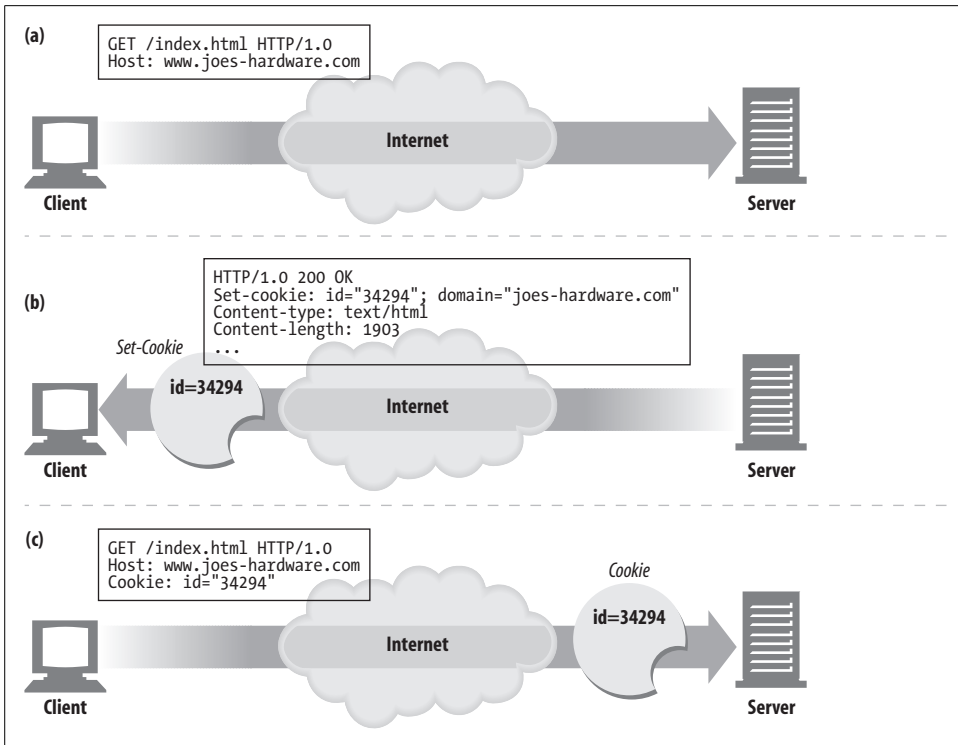 (a)
GET /index.html HTTP/1.0
Host: www.joes-hardware.com
Internet
Client
Server
(b)
HTTP/1.0 200 OK
Set-cookie: id="34294"; domain="joes-hardware.com"
Content-type: text/html
Content-length: 1903
...
Set-Cookie
id=34294
Internet
Client
Server
(c)
GET /index.html HTTP/1.0
Host: www.joes-hardware.com
Cookie: id="34294"
Cookie
id=34294
Internet
Client
Server